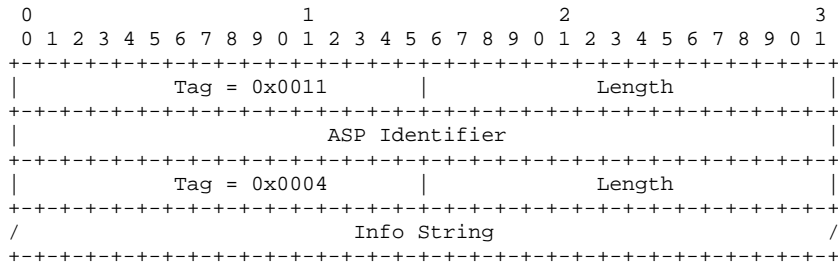 0                   1                   2                   3
 0 1 2 3 4 5 6 7 8 9 0 1 2 3 4 5 6 7 8 9 0 1 2 3 4 5 6 7 8 9 0 1
+-+-+-+-+-+-+-+-+-+-+-+-+-+-+-+-+-+-+-+-+-+-+-+-+-+-+-+-+-+-+-+-+
|            Tag = 0x0011       |             Length            |
+-+-+-+-+-+-+-+-+-+-+-+-+-+-+-+-+-+-+-+-+-+-+-+-+-+-+-+-+-+-+-+-+
|                        ASP Identifier                         |
+-+-+-+-+-+-+-+-+-+-+-+-+-+-+-+-+-+-+-+-+-+-+-+-+-+-+-+-+-+-+-+-+
|            Tag = 0x0004       |             Length            |
+-+-+-+-+-+-+-+-+-+-+-+-+-+-+-+-+-+-+-+-+-+-+-+-+-+-+-+-+-+-+-+-+
/                          Info String                          /
+-+-+-+-+-+-+-+-+-+-+-+-+-+-+-+-+-+-+-+-+-+-+-+-+-+-+-+-+-+-+-+-+